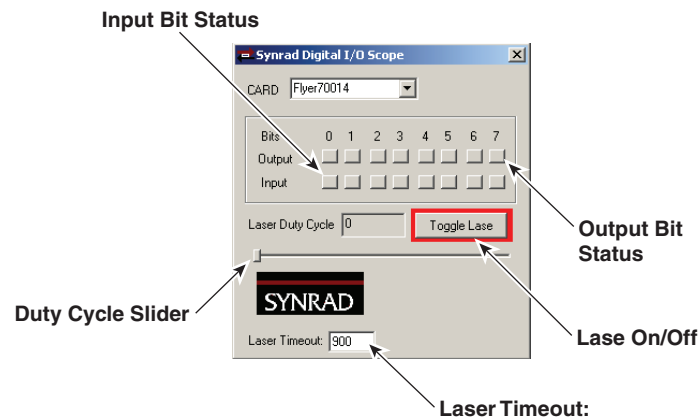 Input Bit Status
Synrad Digital I/O Scope
CARD Flyer70014
Bits 0 1 2 3 4 5 6 7
Output
Input
Laser Duty Cycle 0 Toggle Lase
Output Bit
Status
SYNRAD
Duty Cycle Slider
Lase On/Off
Laser Timeout: 900
Laser Timeout: